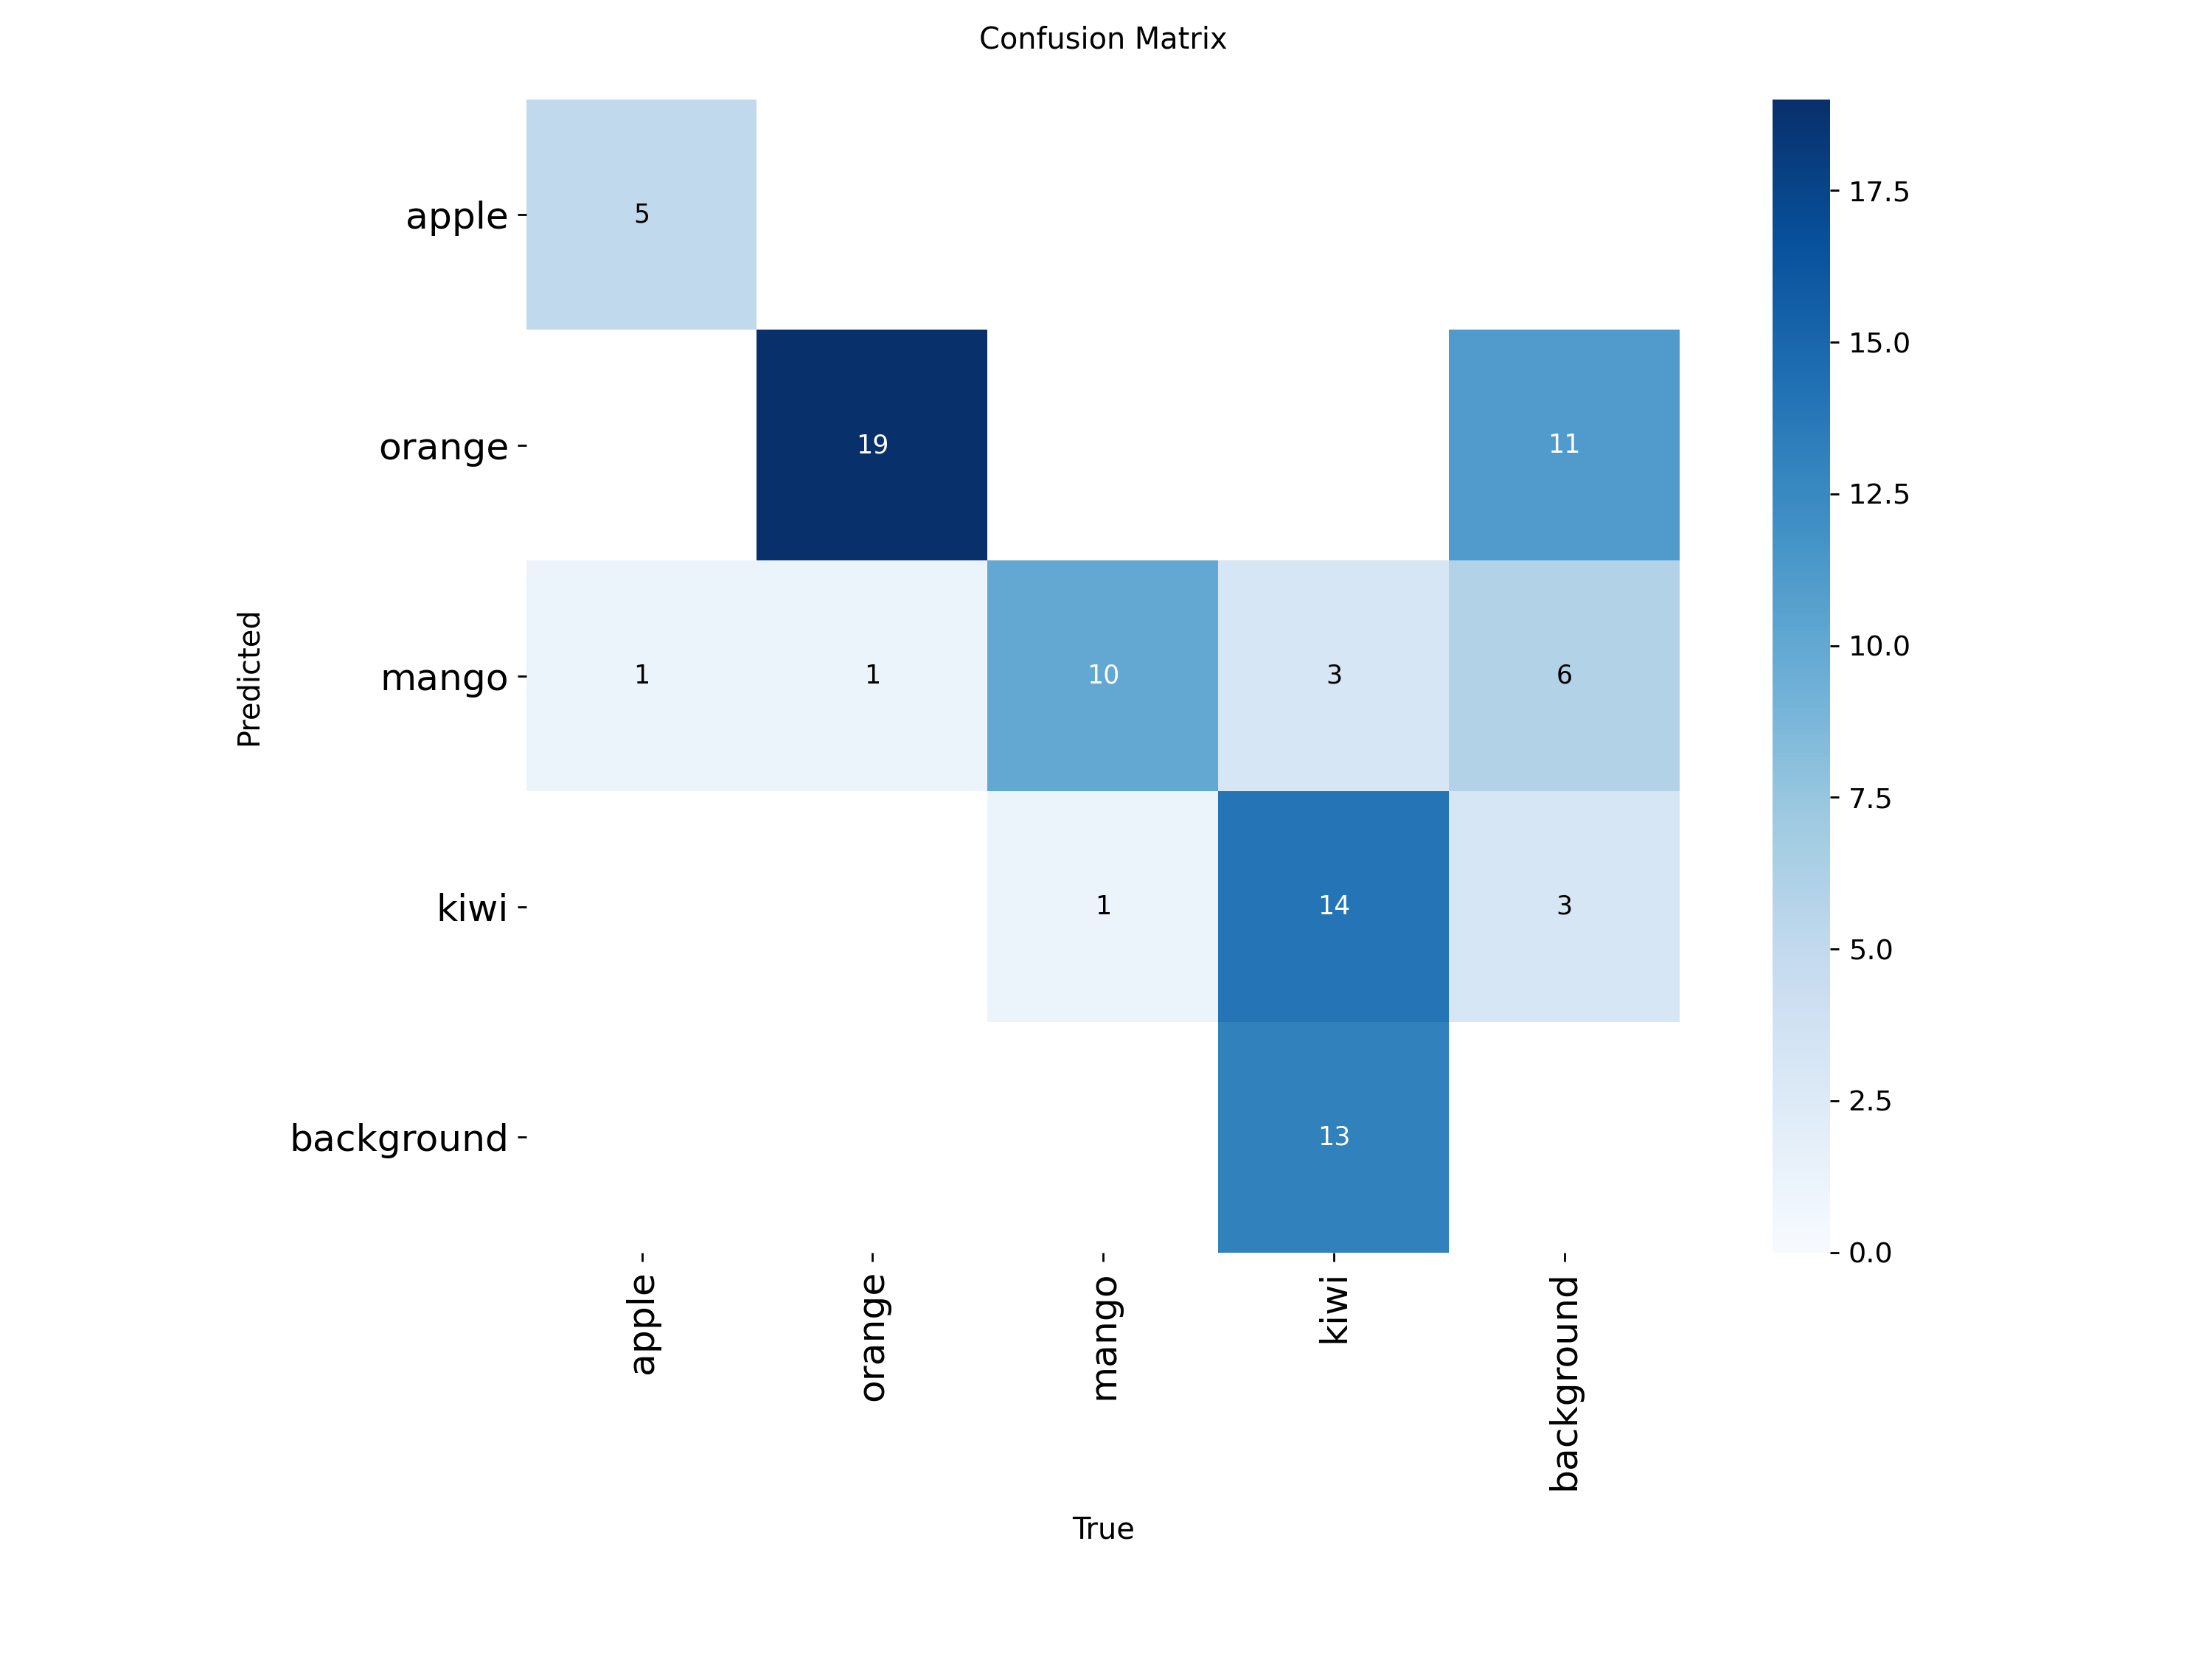 Confusion Matrix
apple
5
orange
19
11
mango
1
1
10
3
6
kiwi
1
14
3
background
13
apple
orange
mango
kiwi
background
Predicted
True
17.5
15.0
12.5
10.0
7.5
5.0
2.5
0.0